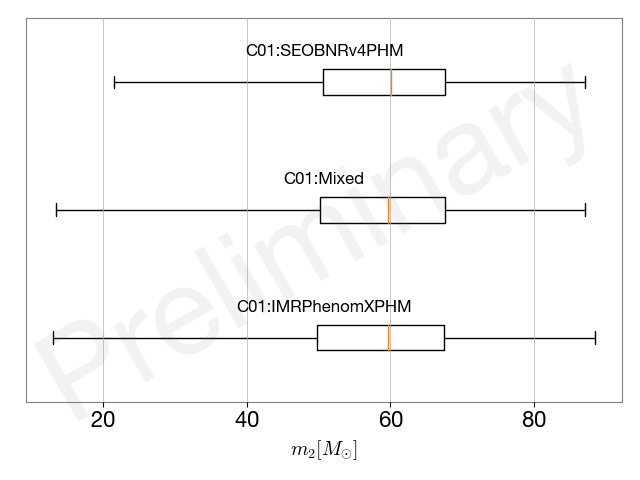 C01:SEOBNRv4PHM
C01:Mixed
C01:IMRPhenomXPHM
Preliminary
20 40 60 80
m₂[M☉]